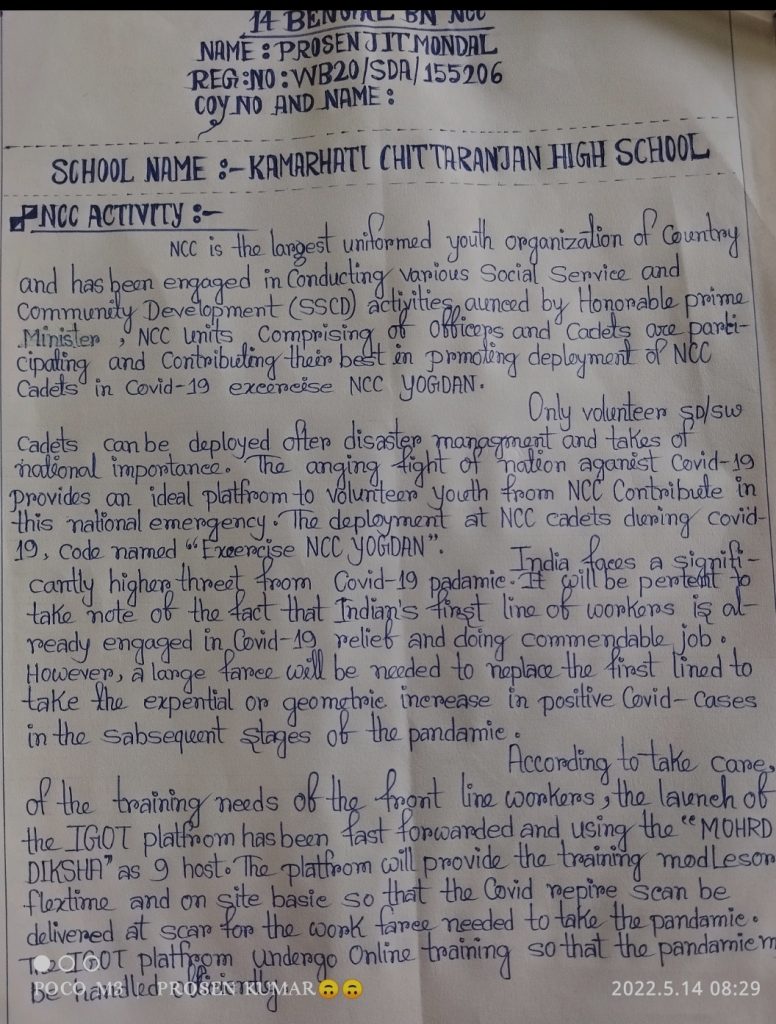 14 BENGAL BN NCC
NAME : PROSENJIT MONDAL
REG:NO : WB20/SDA/155206
COY NO AND NAME :
SCHOOL NAME :- KAMARHATI CHITTARANJAN HIGH SCHOOL
NCC ACTIVITY :-
NCC is the largest uniformed youth organization of Country
and has been engaged in Conducting various Social Service and
Community Development (SSCD) activities, aunced by Honorable prime
Minister , NCC units Comprising of Officers and Cadets are parti-
cipating and Contributing their best in prmoting deployment of NCC
Cadets in Covid-19 excercise NCC YOGDAN.
Only volunteer SD/SW
Cadets can be deployed ofter disaster managment and takes of
national importance. The anging fight of nation aganist Covid-19
provides an ideal platfrom to volunteer youth from NCC Contribute in
this national emergency. The deployment at NCC cadets during covid-
19, code named "Excercise NCC YOGDAN".
India faces a signifi-
cantly higher threet from Covid-19 padamic. It will be pertent to
take note of the fact that Indian's first line of workers is al-
ready engaged in Covid-19 relief and doing commendable job.
However, a large farce will be needed to replace the first lined to
take the expential or geometric increase in positive Covid-Cases
in the sabsequent stages of the pandamic.
According to take care,
of the training needs of the front line workers, the launch of
the IGOT platfrom has been fast forwarded and using the "MOHRD
DIKSHA" as 9 host. The platfrom will provide the training modLeson
flextime and on site basic so that the Covid repire scan be
delivered at scar for the work farce needed to take the pandamic.
The IGOT platfrom undergo Online training so that the pandamic m
be handled efficiently.
POCO M3 PROSEN KUMAR🙃🙃
2022.5.14 08:29